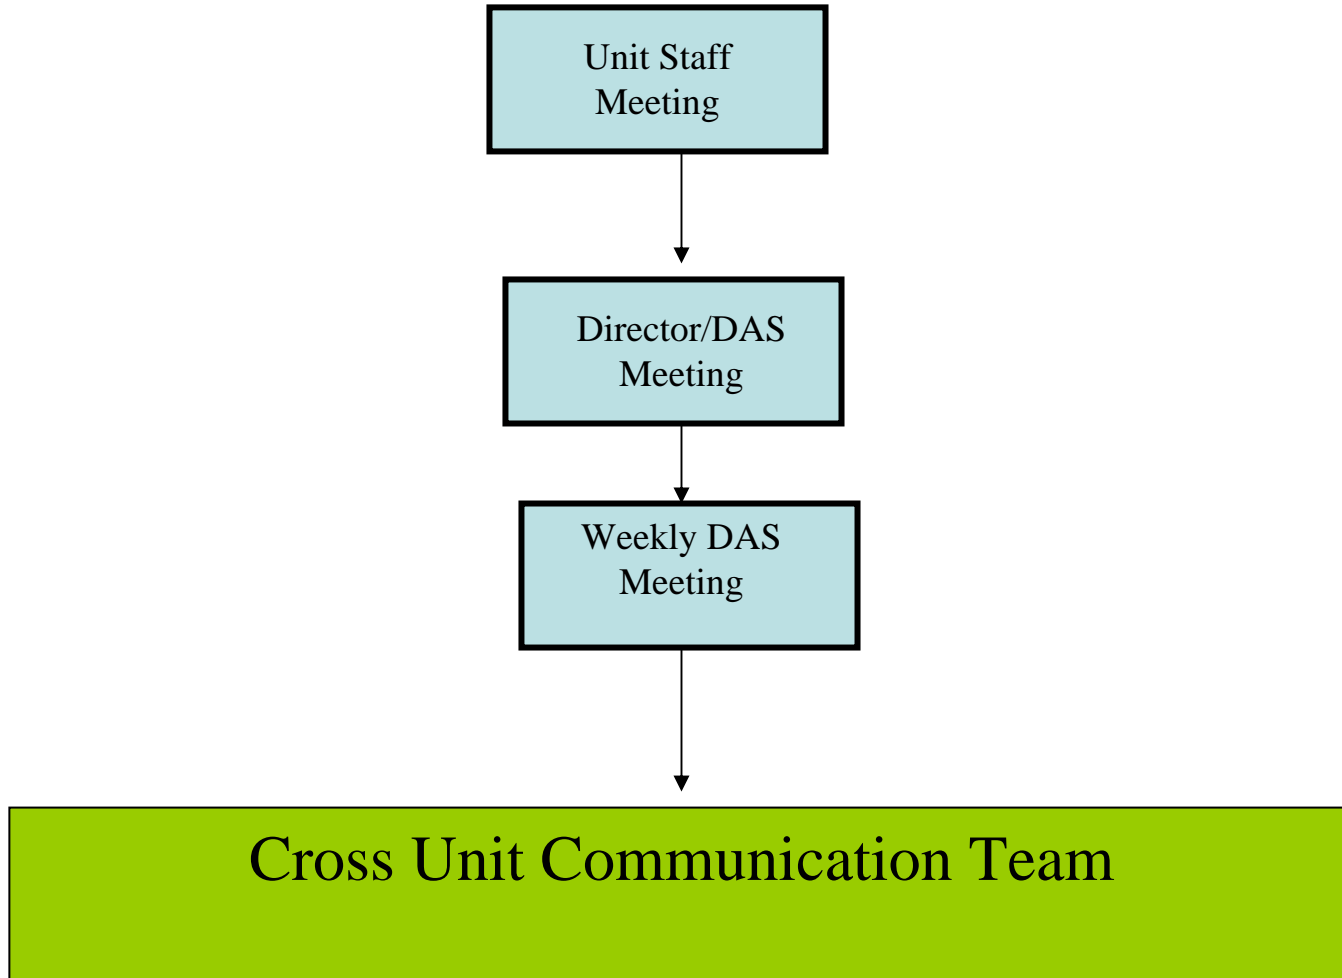 Unit Staff
Meeting
Director/DAS
Meeting
Weekly DAS
Meeting
Cross Unit Communication Team